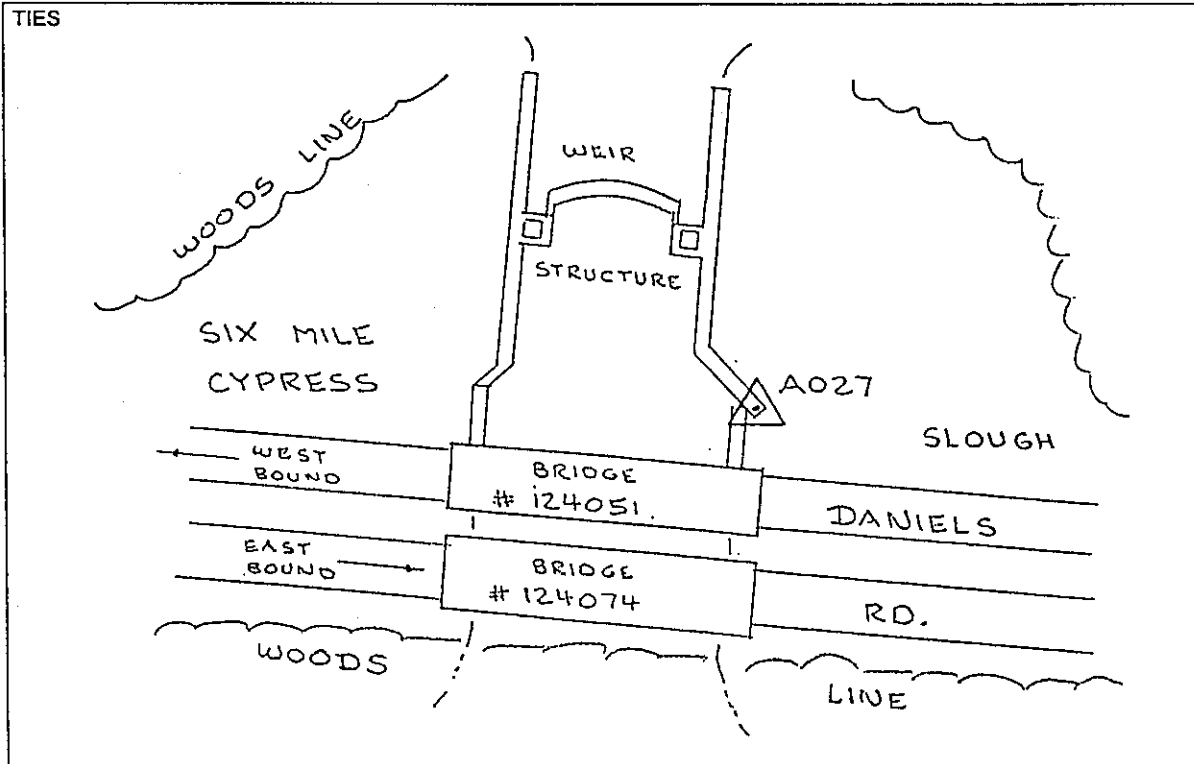 TIES
WOODS LINE
WEIR
STRUCTURE
SIX MILE
CYPRESS
A027
SLOUGH
WEST
BOUND
BRIDGE
# 124051.
DANIELS
EAST
BOUND
BRIDGE
# 124074
RD.
WOODS
LINE